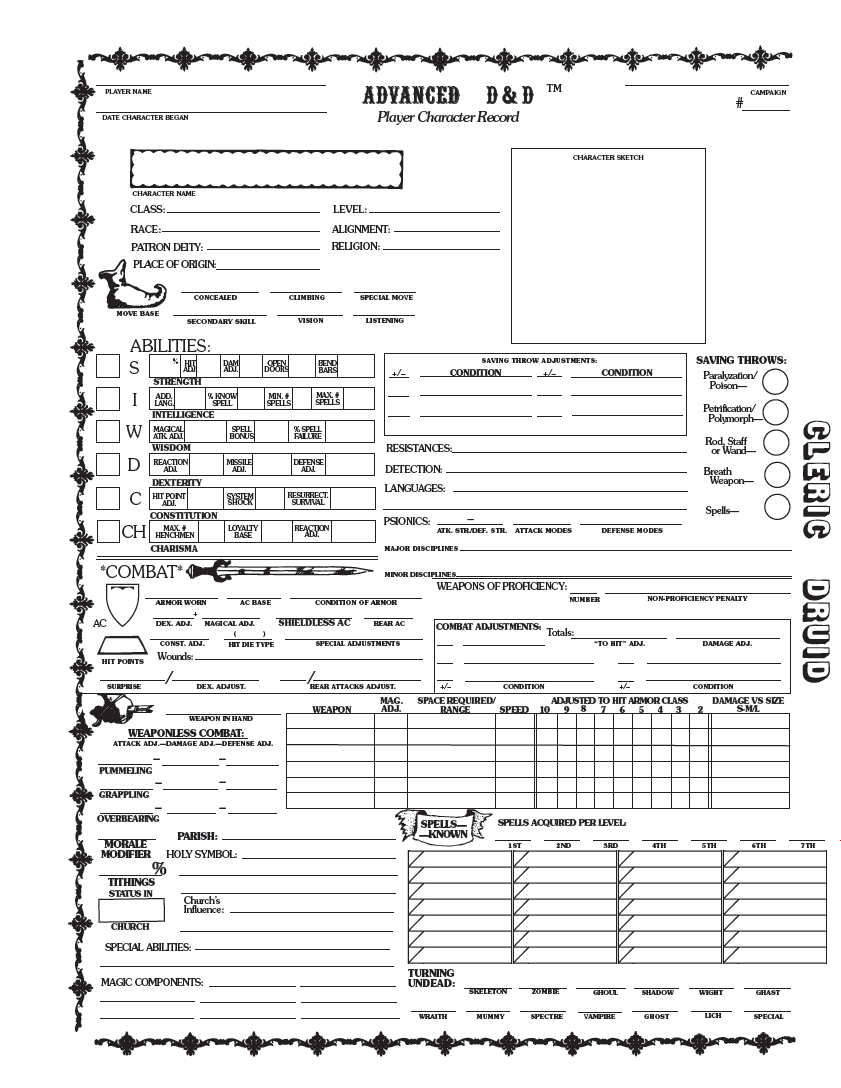 ADVANCED D & D ™
Player Character Record
PLAYER NAME
DATE CHARACTER BEGAN
CAMPAIGN
#
CHARACTER NAME
CHARACTER SKETCH
CLASS: LEVEL:
RACE: ALIGNMENT:
PATRON DEITY: RELIGION:
PLACE OF ORIGIN:
MOVE BASE
CONCEALED CLIMBING SPECIAL MOVE
SECONDARY SKILL VISION LISTENING
ABILITIES:
S % HIT ADJ. DAM ADJ. OPEN DOORS BEND BARS
STRENGTH
I ADD. LANG. % KNOW SPELL MIN. # SPELLS MAX. # SPELLS
INTELLIGENCE
W MAGICAL ATK. ADJ. SPELL BONUS % SPELL FAILURE
WISDOM
D REACTION ADJ. MISSILE ADJ. DEFENSE ADJ.
DEXTERITY
C HIT POINT ADJ. SYSTEM SHOCK RESURRECT. SURVIVAL
CONSTITUTION
CH MAX. # HENCHMEN LOYALTY BASE REACTION ADJ.
CHARISMA
SAVING THROW ADJUSTMENTS:
+/– CONDITION +/– CONDITION
RESISTANCES:
DETECTION:
LANGUAGES:
PSIONICS: –
ATK. STR./DEF. STR. ATTACK MODES DEFENSE MODES
MAJOR DISCIPLINES
MINOR DISCIPLINES
SAVING THROWS:
Paralyzation/
Poison—
Petrification/
Polymorph—
Rod, Staff
or Wand—
Breath
Weapon—
Spells—
CLERIC
DRUID
*COMBAT*
AC
ARMOR WORN AC BASE CONDITION OF ARMOR
+
DEX. ADJ. MAGICAL ADJ. SHIELDLESS AC REAR AC
( )
CONST. ADJ. HIT DIE TYPE SPECIAL ADJUSTMENTS
HIT POINTS
Wounds:
/ /
SURPRISE DEX. ADJUST. REAR ATTACKS ADJUST.
WEAPONS OF PROFICIENCY:
NUMBER NON-PROFICIENCY PENALTY
COMBAT ADJUSTMENTS: Totals:
"TO HIT" ADJ. DAMAGE ADJ.
+/– CONDITION +/– CONDITION
WEAPON IN HAND
WEAPONLESS COMBAT:
ATTACK ADJ.—DAMAGE ADJ.—DEFENSE ADJ.
– –
PUMMELING
– –
GRAPPLING
– –
OVERBEARING
WEAPON MAG. ADJ. SPACE REQUIRED/ RANGE SPEED ADJUSTED TO HIT ARMOR CLASS DAMAGE VS SIZE S-M/L
10 9 8 7 6 5 4 3 2
MORALE
MODIFIER
%
TITHINGS
STATUS IN
CHURCH
PARISH:
HOLY SYMBOL:
Church's
Influence:
SPECIAL ABILITIES:
MAGIC COMPONENTS:
SPELLS—
—KNOWN
SPELLS ACQUIRED PER LEVEL:
1ST 2ND 3RD 4TH 5TH 6TH 7TH
TURNING
UNDEAD:
SKELETON ZOMBIE GHOUL SHADOW WIGHT GHAST
WRAITH MUMMY SPECTRE VAMPIRE GHOST LICH SPECIAL